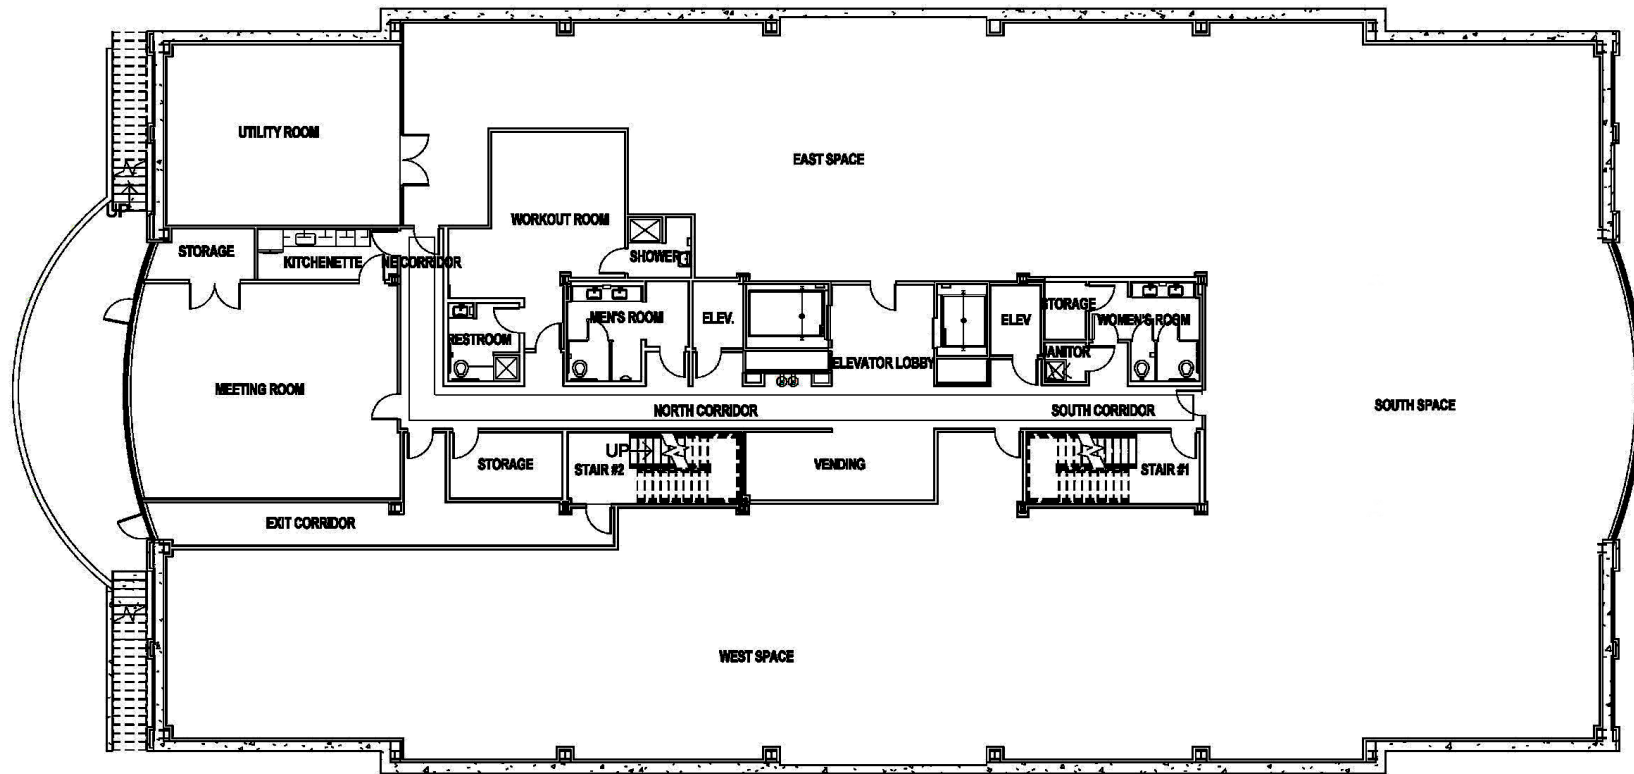 UTILITY ROOM
EAST SPACE
UP
WORKOUT ROOM
STORAGE
KITCHENETTE
NE CORRIDOR
SHOWER
RESTROOM
MEN'S ROOM
ELEV.
ELEV
STORAGE
WOMEN'S ROOM
JANITOR
ELEVATOR LOBBY
MEETING ROOM
NORTH CORRIDOR
SOUTH CORRIDOR
SOUTH SPACE
STORAGE
UP
STAIR #2
VENDING
STAIR #1
EXIT CORRIDOR
WEST SPACE